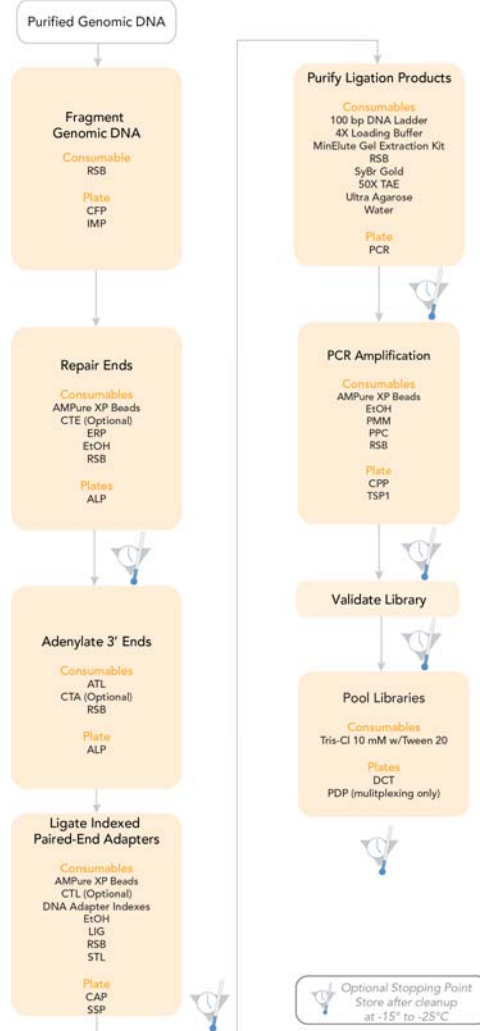 Purified Genomic DNA
Fragment
Genomic DNA
Consumable
RSB
Plate
CFP
IMP
Repair Ends
Consumables
AMPure XP Beads
CTE (Optional)
ERP
EtOH
RSB
Plates
ALP
Adenylate 3' Ends
Consumables
ATL
CTA (Optional)
RSB
Plate
ALP
Ligate Indexed
Paired-End Adapters
Consumables
AMPure XP Beads
CTL (Optional)
DNA Adapter Indexes
EtOH
LIG
RSB
STL
Plate
CAP
SSP
Purify Ligation Products
Consumables
100 bp DNA Ladder
4X Loading Buffer
MinElute Gel Extraction Kit
RSB
SyBr Gold
50X TAE
Ultra Agarose
Water
Plate
PCR
PCR Amplification
Consumables
AMPure XP Beads
EtOH
PMM
PPC
RSB
Plate
CPP
TSP1
Validate Library
Pool Libraries
Consumables
Tris-Cl 10 mM w/Tween 20
Plates
DCT
PDP (mulitplexing only)
Optional Stopping Point
Store after cleanup
at -15° to -25°C